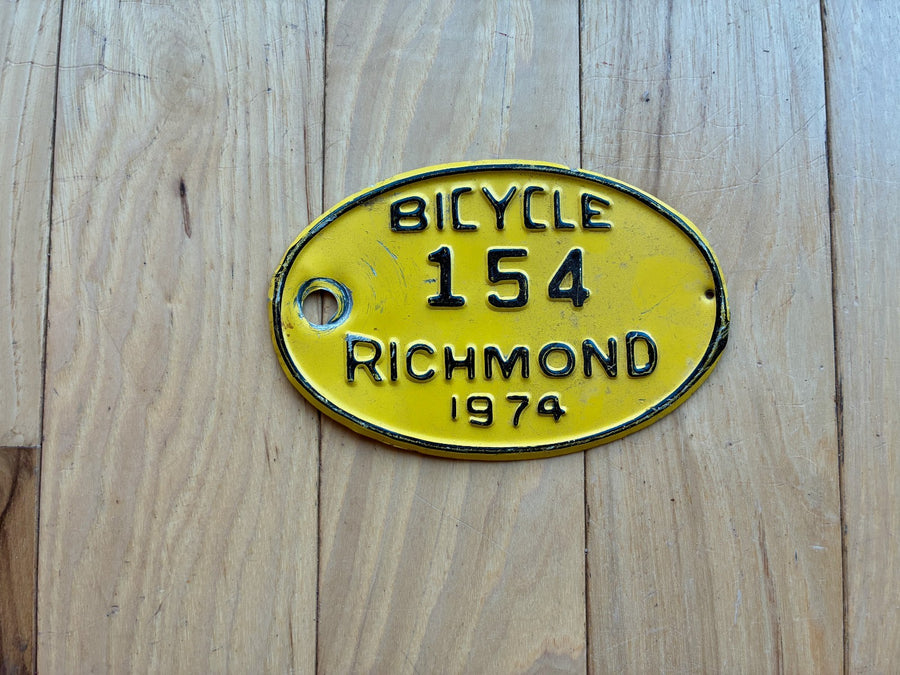 BICYCLE
154
RICHMOND
1974